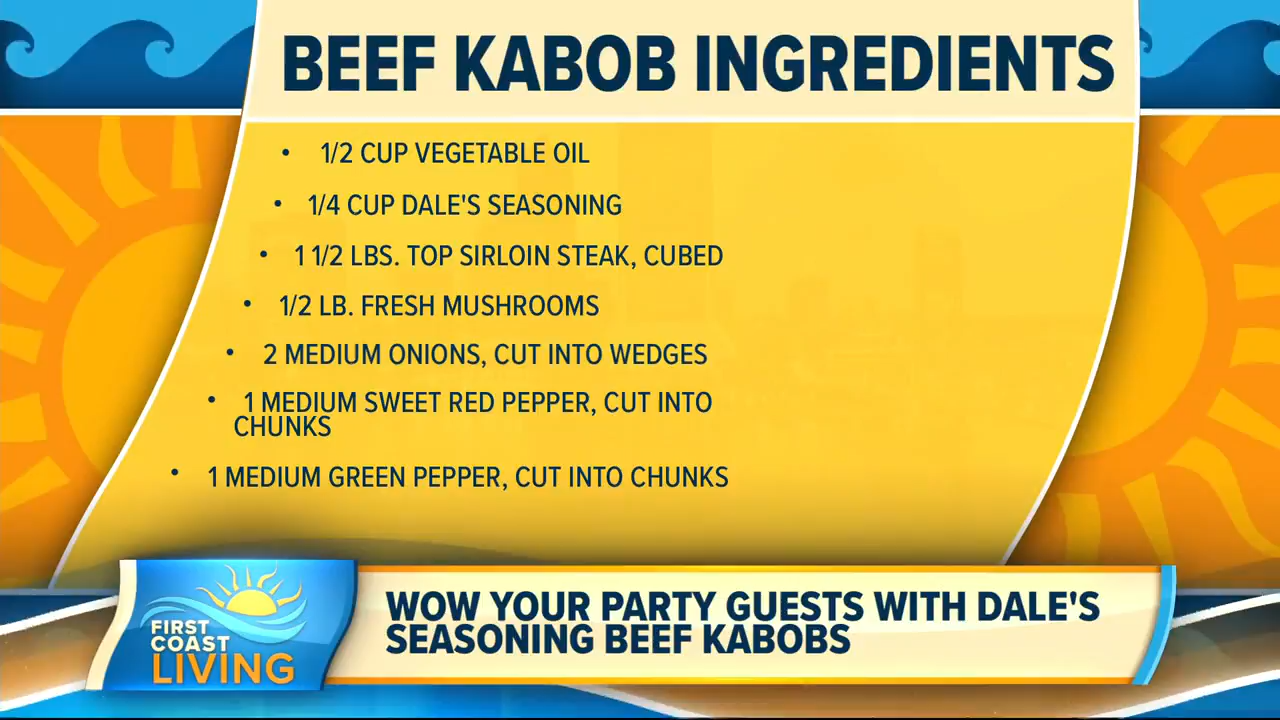 BEEF KABOB INGREDIENTS
• 1/2 CUP VEGETABLE OIL
• 1/4 CUP DALE'S SEASONING
• 1 1/2 LBS. TOP SIRLOIN STEAK, CUBED
• 1/2 LB. FRESH MUSHROOMS
• 2 MEDIUM ONIONS, CUT INTO WEDGES
• 1 MEDIUM SWEET RED PEPPER, CUT INTO
CHUNKS
• 1 MEDIUM GREEN PEPPER, CUT INTO CHUNKS
FIRST
COAST
LIVING
WOW YOUR PARTY GUESTS WITH DALE'S
SEASONING BEEF KABOBS